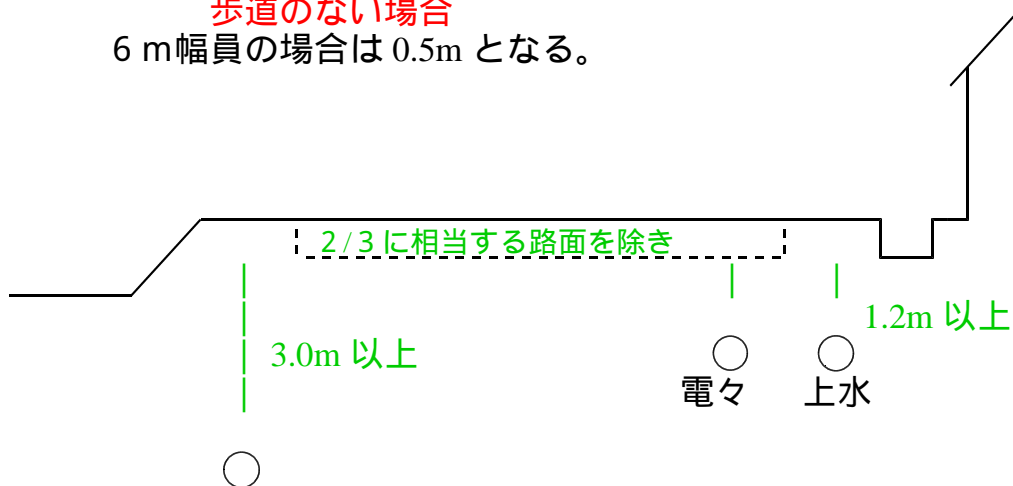 歩道のない場合
6 m幅員の場合は 0.5m となる。
2/3に相当する路面を除き
1.2m 以上
3.0m 以上
電々 上水